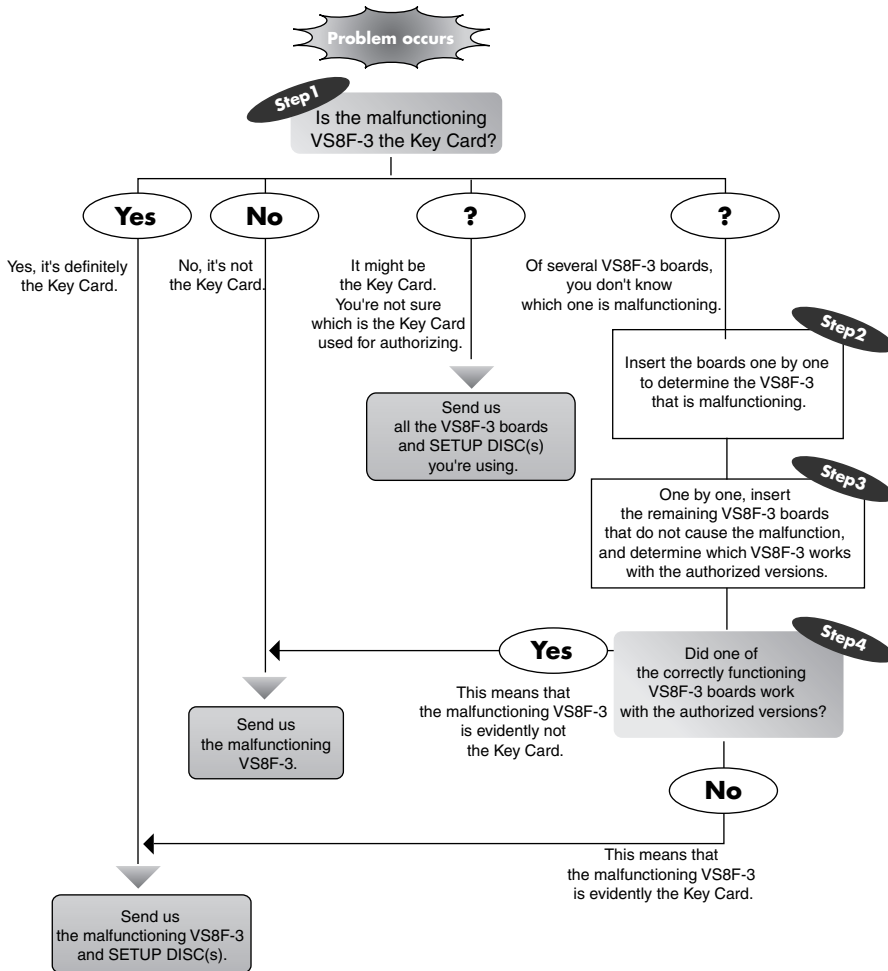 Problem occurs
Step1
Is the malfunctioning
VS8F-3 the Key Card?
Yes
No
?
?
Yes, it's definitely
the Key Card.
No, it's not
the Key Card.
It might be
the Key Card.
You're not sure
which is the Key Card
used for authorizing.
Of several VS8F-3 boards,
you don't know
which one is malfunctioning.
Send us
all the VS8F-3 boards
and SETUP DISC(s)
you're using.
Step2
Insert the boards one by one
to determine the VS8F-3
that is malfunctioning.
Step3
One by one, insert
the remaining VS8F-3 boards
that do not cause the malfunction,
and determine which VS8F-3 works
with the authorized versions.
Step4
Did one of
the correctly functioning
VS8F-3 boards work
with the authorized versions?
Yes
This means that
the malfunctioning VS8F-3
is evidently not
the Key Card.
Send us
the malfunctioning
VS8F-3.
No
This means that
the malfunctioning VS8F-3
is evidently the Key Card.
Send us
the malfunctioning VS8F-3
and SETUP DISC(s).